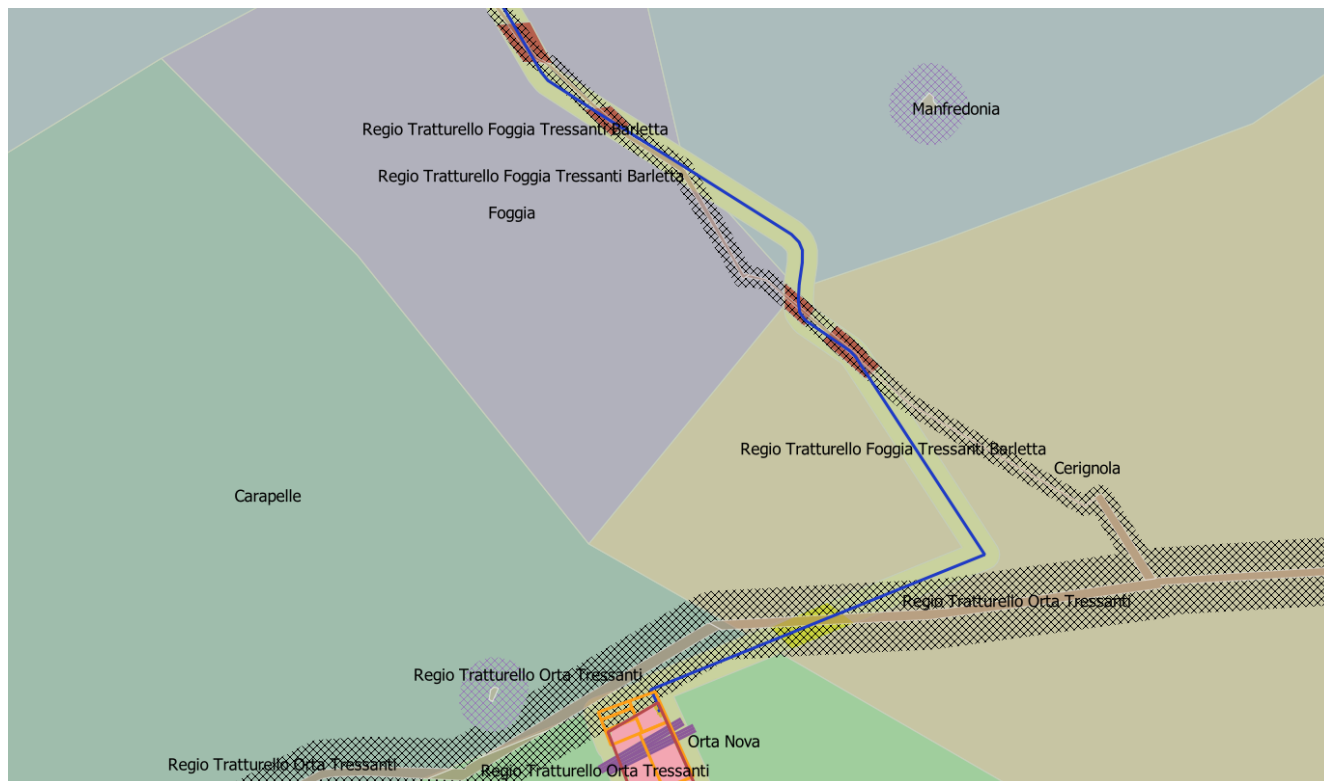 Manfredonia
Regio Tratturello Foggia Tressanti Barletta
Regio Tratturello Foggia Tressanti Barletta
Foggia
Regio Tratturello Foggia Tressanti Barletta
Cerignola
Carapelle
Regio Tratturello Orta Tressanti
Regio Tratturello Orta Tressanti
Orta Nova
Regio Tratturello Orta Tressanti
Regio Tratturello Orta Tressanti